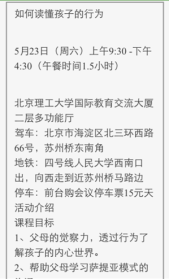 如何读懂孩子的行为
5月23日（周六）上午9:30 -下午
4:30（午餐时间1.5小时）
北京理工大学国际教育交流大厦
二层多功能厅
驾车：北京市海淀区北三环西路
66号，苏州桥东南角
地铁：四号线人民大学西南口
出，向西走到近苏州桥马路边
停车：前台购会议停车票15元天
活动介绍
课程目标
1、父母的觉察力，透过行为了
解孩子的内心世界。
2、帮助父母学习萨提亚模式的